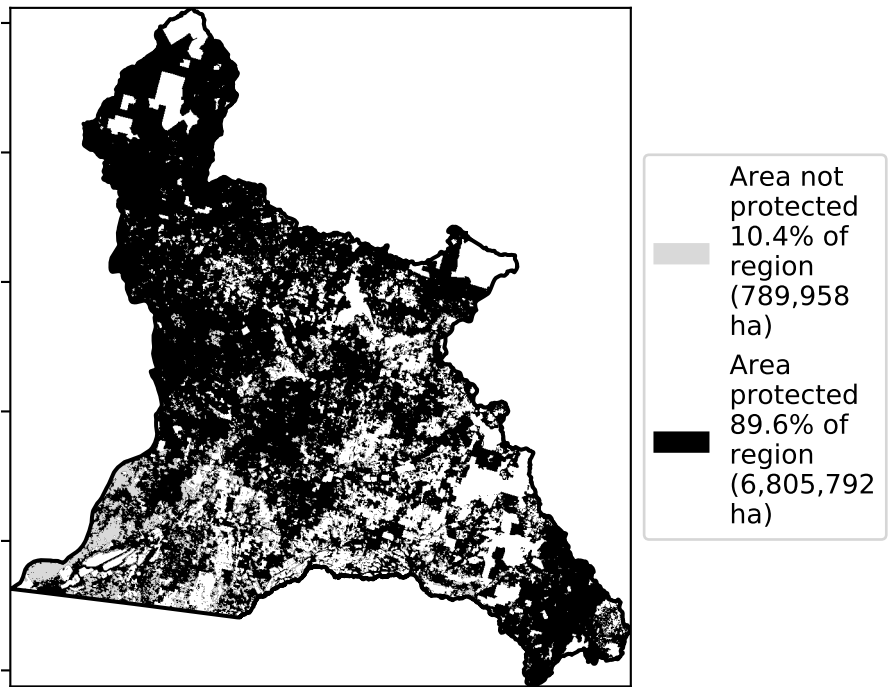 Area not
protected
10.4% of
region
(789,958
ha)
Area
protected
89.6% of
region
(6,805,792
ha)